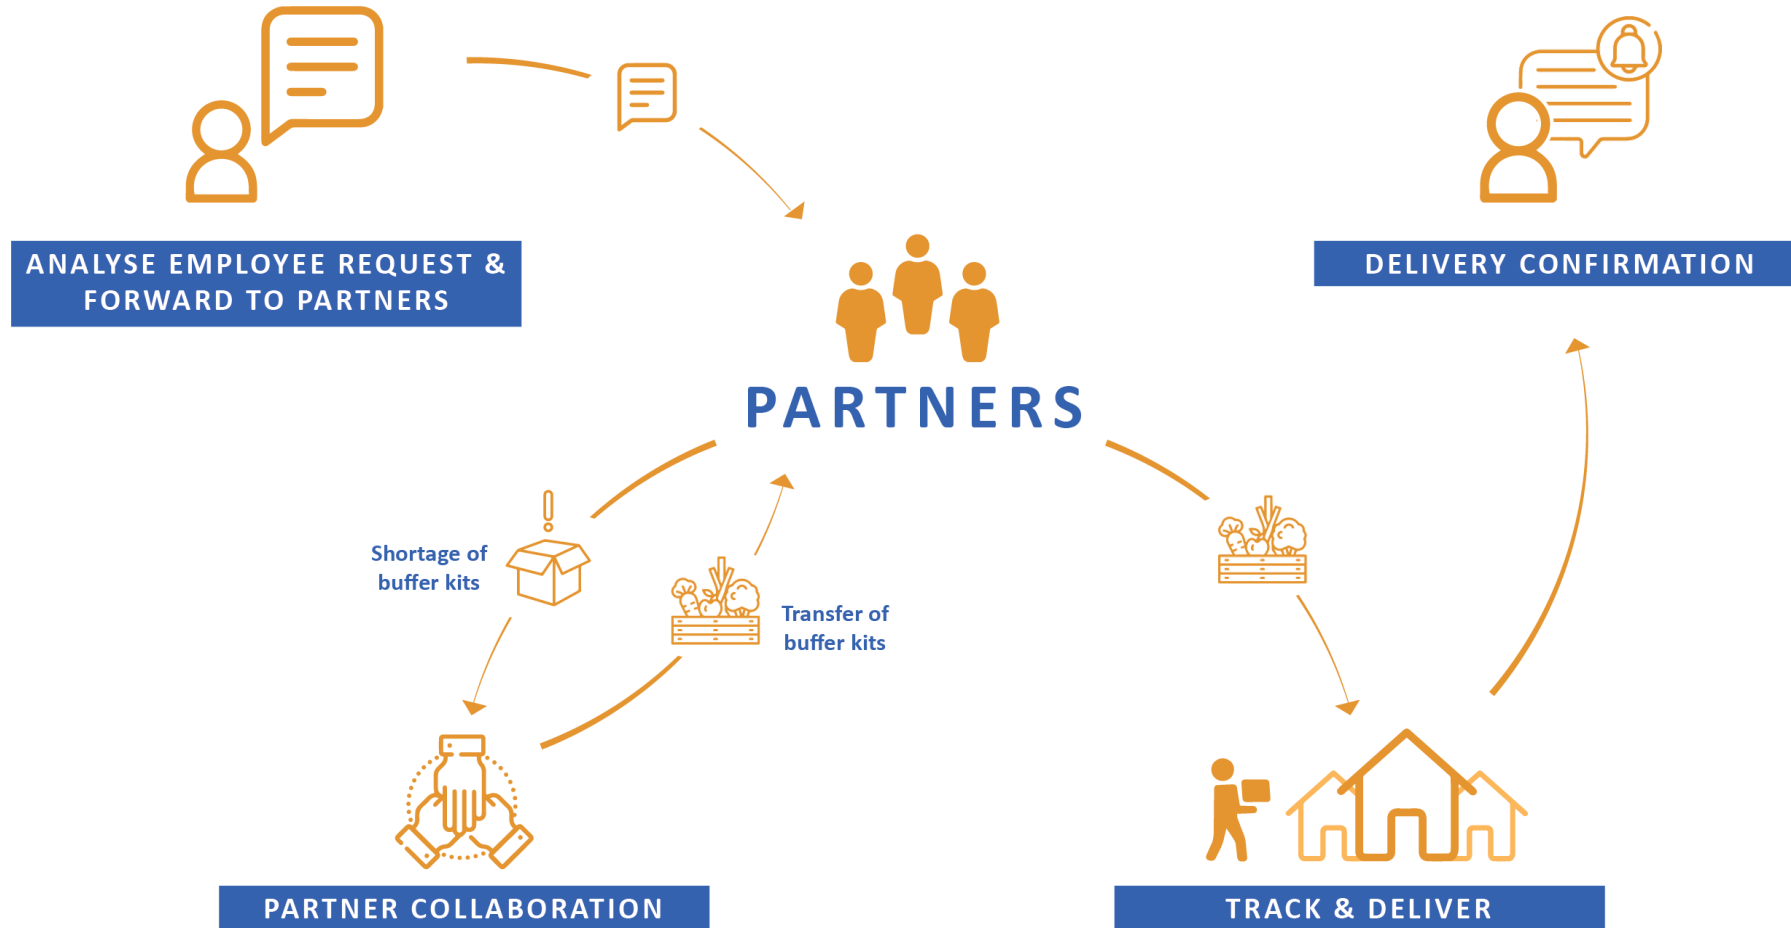 ANALYSE EMPLOYEE REQUEST &
FORWARD TO PARTNERS
DELIVERY CONFIRMATION
PARTNERS
Shortage of
buffer kits
Transfer of
buffer kits
PARTNER COLLABORATION
TRACK & DELIVER